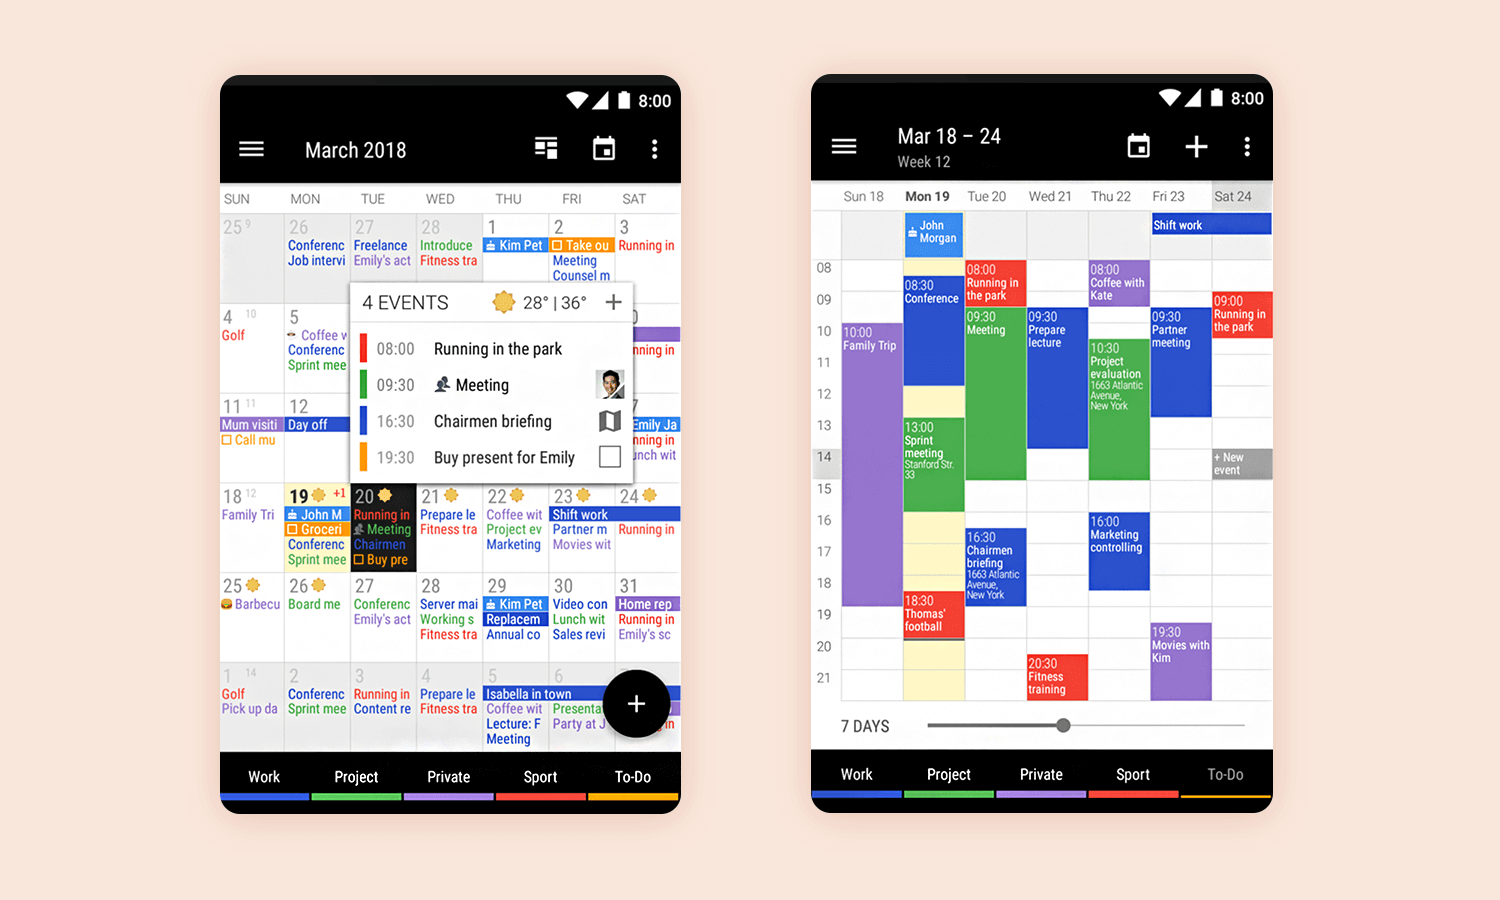 8:00
March 2018
SUN MON TUE WED THU FRI SAT
25 9 26 27 28 1 2 3
Conferenc Freelance Introduce Kim Pet Take ou Running in
Job intervi Emily's act Fitness tra Meeting
Counsel m
4 EVENTS 28° | 36°
08:00 Running in the park
09:30 Meeting
16:30 Chairmen briefing
19:30 Buy present for Emily
4 10 5
Golf Coffee w
Conferenc nning in
Sprint mee
11 11 12
Mum visiti Day off Emily Ja
Call mu nning in
unch wit
18 12 19 +1 20 21 22 23 24
Family Tri John M Running in Prepare le Coffee wit Shift work
Groceri Meeting Fitness tra Project ev Partner m Running in
Conferenc Chairmen Marketing Movies wit
Sprint mee Buy pre
25 26 27 28 29 30 31
Barbecu Board me Conferenc Server mai Kim Pet Video con Home rep
Emily's act Working s Replacem Lunch wit Running in
Fitness tra Annual co Sales revi Emily's sc
1 14 2 3 4 5 6
Golf Conferenc Running in Prepare le Isabella in town
Pick up da Sprint mee Content re Fitness tra Coffee wit Presenta
Lecture: F Party at J in
Meeting
Work Project Private Sport To-Do
8:00
Mar 18 – 24
Week 12
Sun 18 Mon 19 Tue 20 Wed 21 Thu 22 Fri 23 Sat 24
John
Morgan
Shift work
08
09
10
11
12
13
14
15
16
17
18
19
20
21
10:00
Family Trip
08:30
Conference
13:00
Sprint
meeting
Stanford Str.
33
18:30
Thomas'
football
08:00
Running in
the park
09:30
Meeting
16:30
Chairmen
briefing
1663 Atlantic
Avenue,
New York
09:30
Prepare
lecture
20:30
Fitness
training
08:00
Coffee with
Kate
10:30
Project
evaluation
1663 Atlantic
Avenue,
New York
16:00
Marketing
controlling
09:30
Partner
meeting
19:30
Movies with
Kim
09:00
Running in
the park
+ New
event
7 DAYS
Work Project Private Sport To-Do